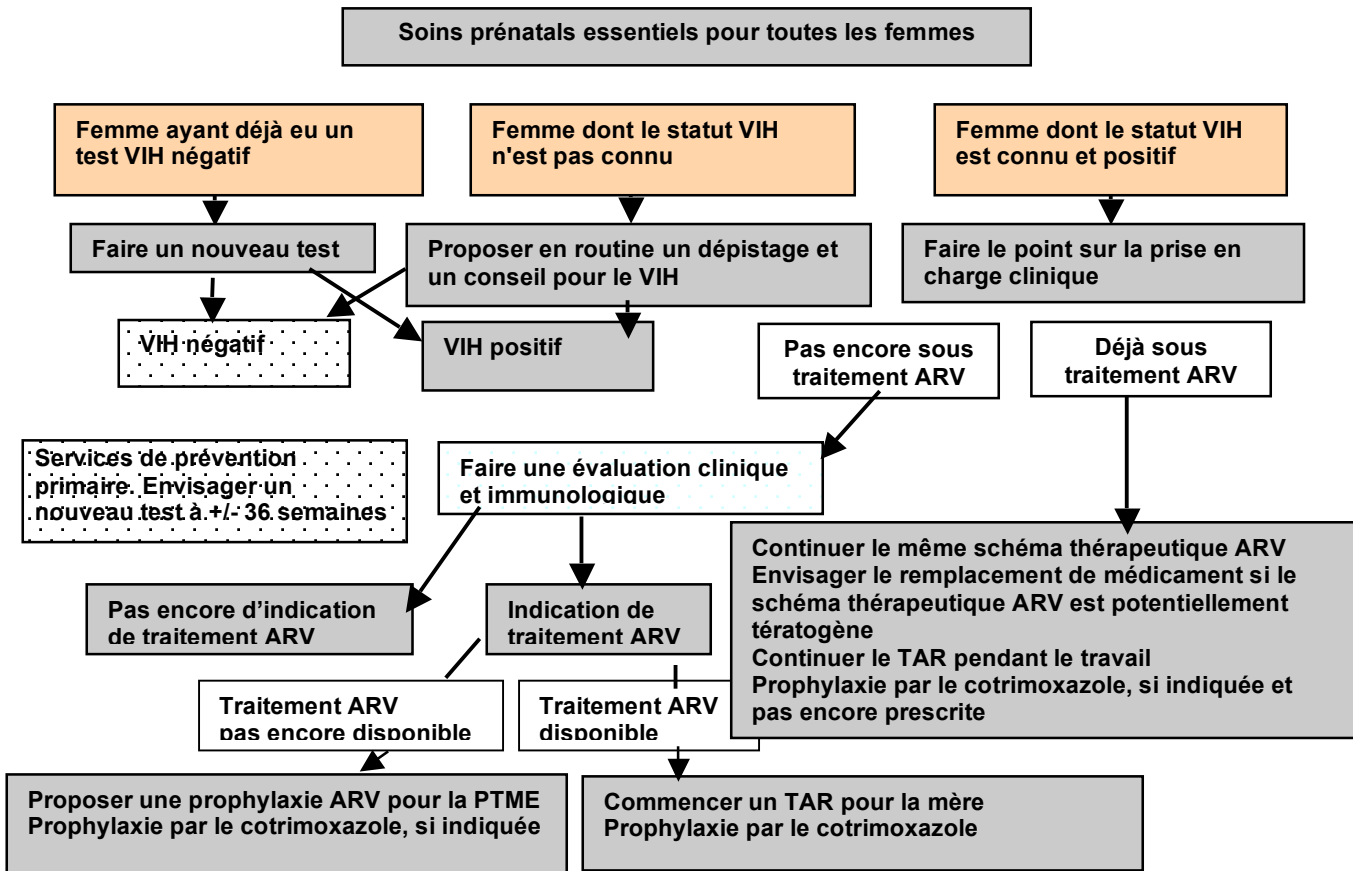 Soins prénatals essentiels pour toutes les femmes
Femme ayant déjà eu un
test VIH négatif
Femme dont le statut VIH
n'est pas connu
Femme dont le statut VIH
est connu et positif
Faire un nouveau test
Proposer en routine un dépistage et
un conseil pour le VIH
Faire le point sur la prise en
charge clinique
VIH négatif
VIH positif
Pas encore sous
traitement ARV
Déjà sous
traitement ARV
Services de prévention
primaire. Envisager un
nouveau test à +/- 36 semaines
Faire une évaluation clinique
et immunologique
Continuer le même schéma thérapeutique ARV
Envisager le remplacement de médicament si le
schéma thérapeutique ARV est potentiellement
tératogène
Continuer le TAR pendant le travail
Prophylaxie par le cotrimoxazole, si indiquée et
pas encore prescrite
Pas encore d’indication
de traitement ARV
Indication de
traitement ARV
Traitement ARV
pas encore disponible
Traitement ARV
disponible
Proposer une prophylaxie ARV pour la PTME
Prophylaxie par le cotrimoxazole, si indiquée
Commencer un TAR pour la mère
Prophylaxie par le cotrimoxazole